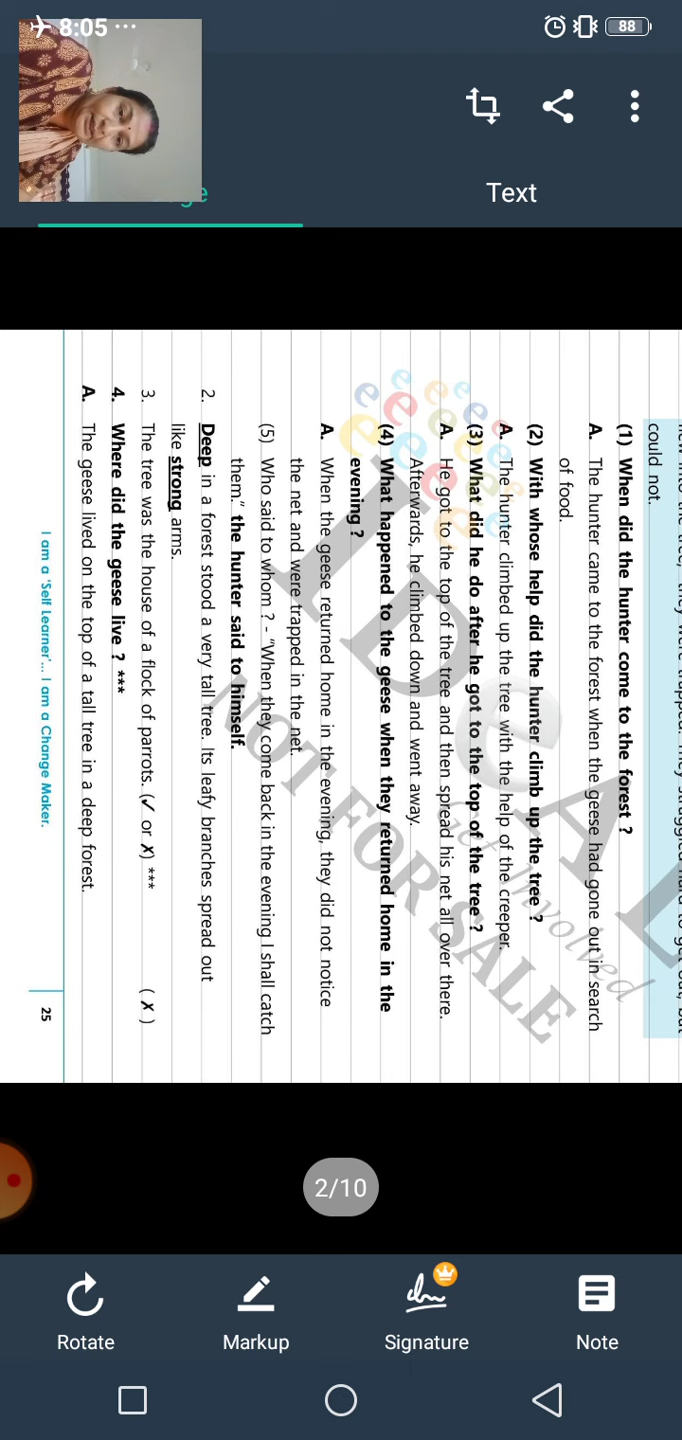 8:05 ...
88
Text
could not.
(1) When did the hunter come to the forest ?
A. The hunter came to the forest when the geese had gone out in search
of food.
(2) With whose help did the hunter climb up the tree ?
A. The hunter climbed up the tree with the help of the creeper.
(3) What did he do after he got to the top of the tree ?
A. He got to the top of the tree and then spread his net all over there.
Afterwards, he climbed down and went away.
(4) What happened to the geese when they returned home in the
evening ?
A. When the geese returned home in the evening, they did not notice
the net and were trapped in the net.
(5) Who said to whom ? - "When they come back in the evening I shall catch
them." the hunter said to himself.
2. Deep in a forest stood a very tall tree. Its leafy branches spread out
like strong arms.
3. The tree was the house of a flock of parrots. (✓ or ✗) *** ( ✗ )
4. Where did the geese live ? ***
A. The geese lived on the top of a tall tree in a deep forest.
I am a 'Self Learner'... I am a Change Maker.
25
IDeAL
Get Involved
NOT FOR SALE
2/10
Rotate
Markup
Signature
Note